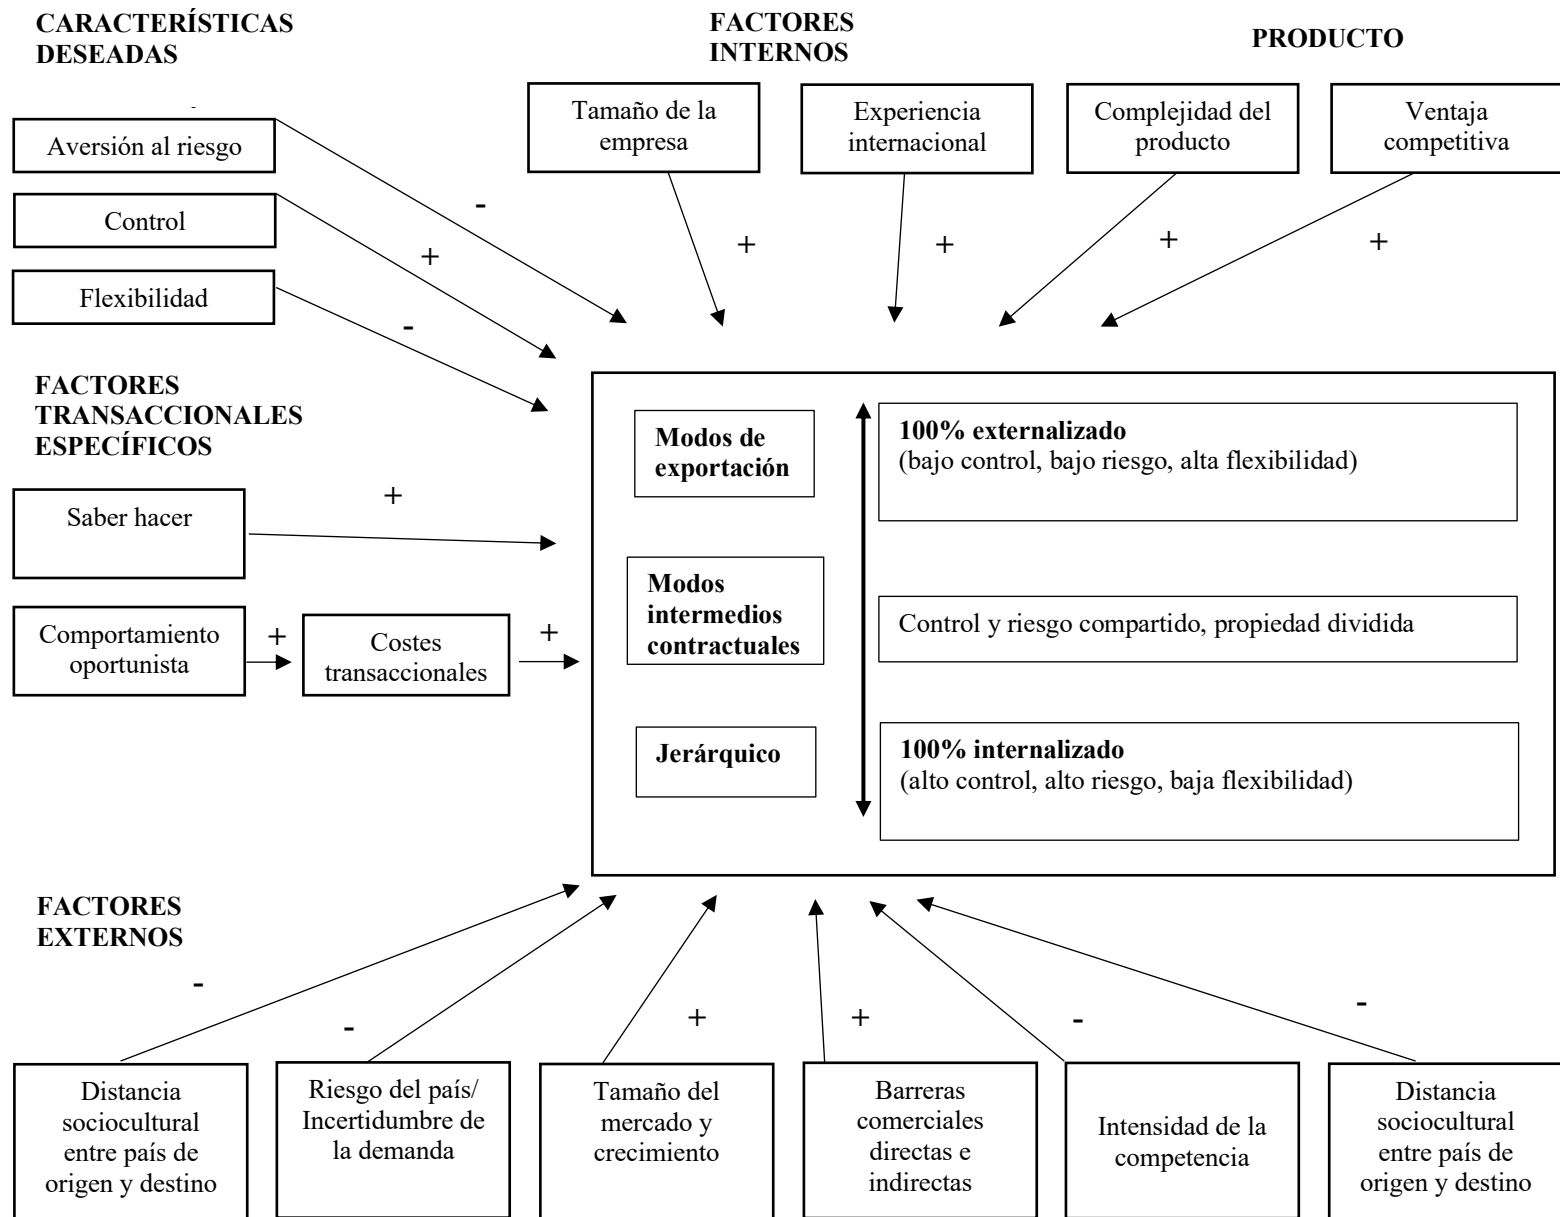 CARACTERÍSTICAS
DESEADAS
FACTORES
INTERNOS
PRODUCTO
Aversión al riesgo
Control
Flexibilidad
Tamaño de la
empresa
Experiencia
internacional
Complejidad del
producto
Ventaja
competitiva
-
+
-
+
+
+
+
FACTORES
TRANSACCIONALES
ESPECÍFICOS
Saber hacer
+
Comportamiento
oportunista
+
Costes
transaccionales
+
Modos de
exportación
100% externalizado
(bajo control, bajo riesgo, alta flexibilidad)
Modos
intermedios
contractuales
Control y riesgo compartido, propiedad dividida
Jerárquico
100% internalizado
(alto control, alto riesgo, baja flexibilidad)
FACTORES
EXTERNOS
-
-
+
+
-
-
Distancia
sociocultural
entre país de
origen y destino
Riesgo del país/
Incertidumbre de
la demanda
Tamaño del
mercado y
crecimiento
Barreras
comerciales
directas e
indirectas
Intensidad de la
competencia
Distancia
sociocultural
entre país de
origen y destino